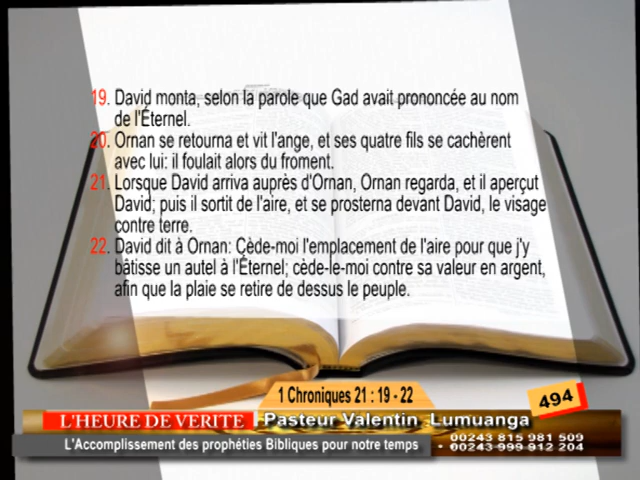 19. David monta, selon la parole que Gad avait prononcée au nom
de l'Éternel.
20. Ornan se retourna et vit l'ange, et ses quatre fils se cachèrent
avec lui: il foulait alors du froment.
21. Lorsque David arriva auprès d'Ornan, Ornan regarda, et il aperçut
David; puis il sortit de l'aire, et se prosterna devant David, le visage
contre terre.
22. David dit à Ornan: Cède-moi l'emplacement de l'aire pour que j'y
bâtisse un autel à l'Éternel; cède-le-moi contre sa valeur en argent,
afin que la plaie se retire de dessus le peuple.
1 Chroniques 21 : 19 - 22
494
L'HEURE DE VERITE Pasteur Valentin Lumuanga
L'Accomplissement des prophéties Bibliques pour notre temps
00243 815 981 509
- 00243 999 912 204